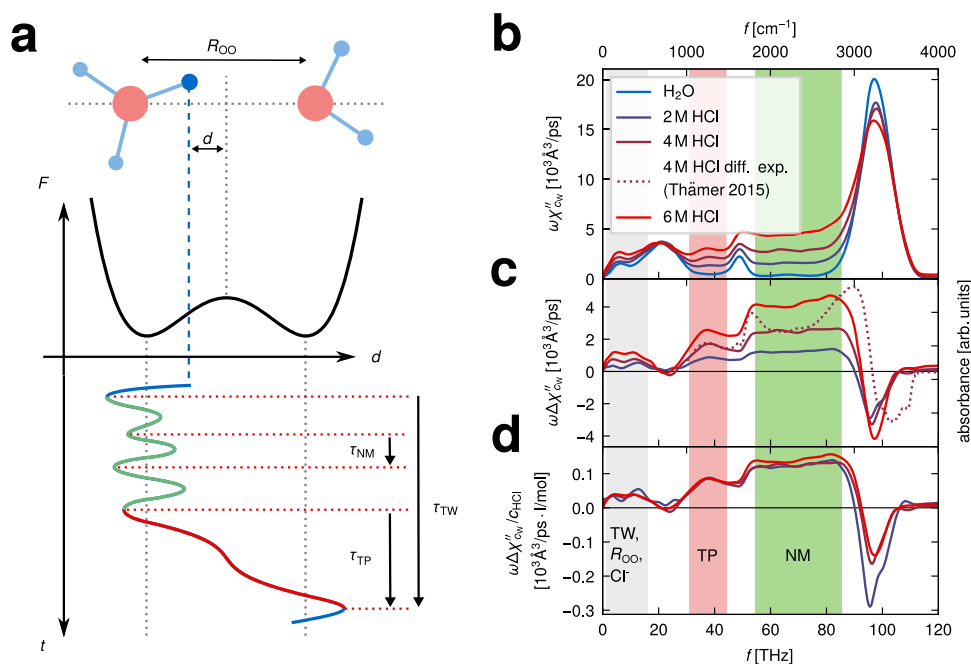 a
R_OO
d
F
d
τ_NM
τ_TW
τ_TP
t
b
f [cm⁻¹]
0 1000 2000 3000 4000
ωχ″_cw [10³Å³/ps]
20
15
10
5
0
H₂O
2 M HCl
4 M HCl
4 M HCl diff. exp.
(Thämer 2015)
6 M HCl
c
ωΔχ″_cw [10³Å³/ps]
4
2
0
−2
−4
absorbance [arb. units]
d
ωΔχ″_cw/c_HCl
[10³Å³/ps · l/mol]
0.1
0.0
−0.1
−0.2
−0.3
TW,
R_OO,
Cl⁻
TP
NM
0 20 40 60 80 100 120
f [THz]